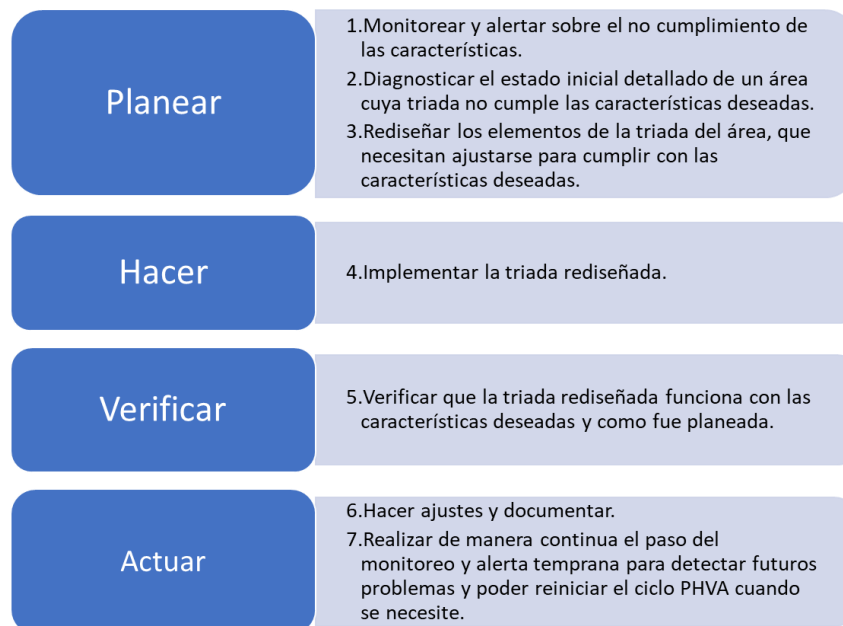 Planear
1.Monitorear y alertar sobre el no cumplimiento de
las características.
2.Diagnosticar el estado inicial detallado de un área
cuya triada no cumple las características deseadas.
3.Rediseñar los elementos de la triada del área, que
necesitan ajustarse para cumplir con las
características deseadas.
Hacer
4.Implementar la triada rediseñada.
Verificar
5.Verificar que la triada rediseñada funciona con las
características deseadas y como fue planeada.
Actuar
6.Hacer ajustes y documentar.
7.Realizar de manera continua el paso del
monitoreo y alerta temprana para detectar futuros
problemas y poder reiniciar el ciclo PHVA cuando
se necesite.